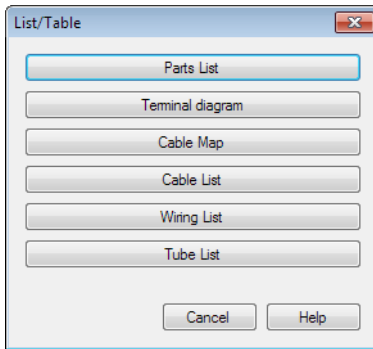 List/Table
Parts List
Terminal diagram
Cable Map
Cable List
Wiring List
Tube List
Cancel Help